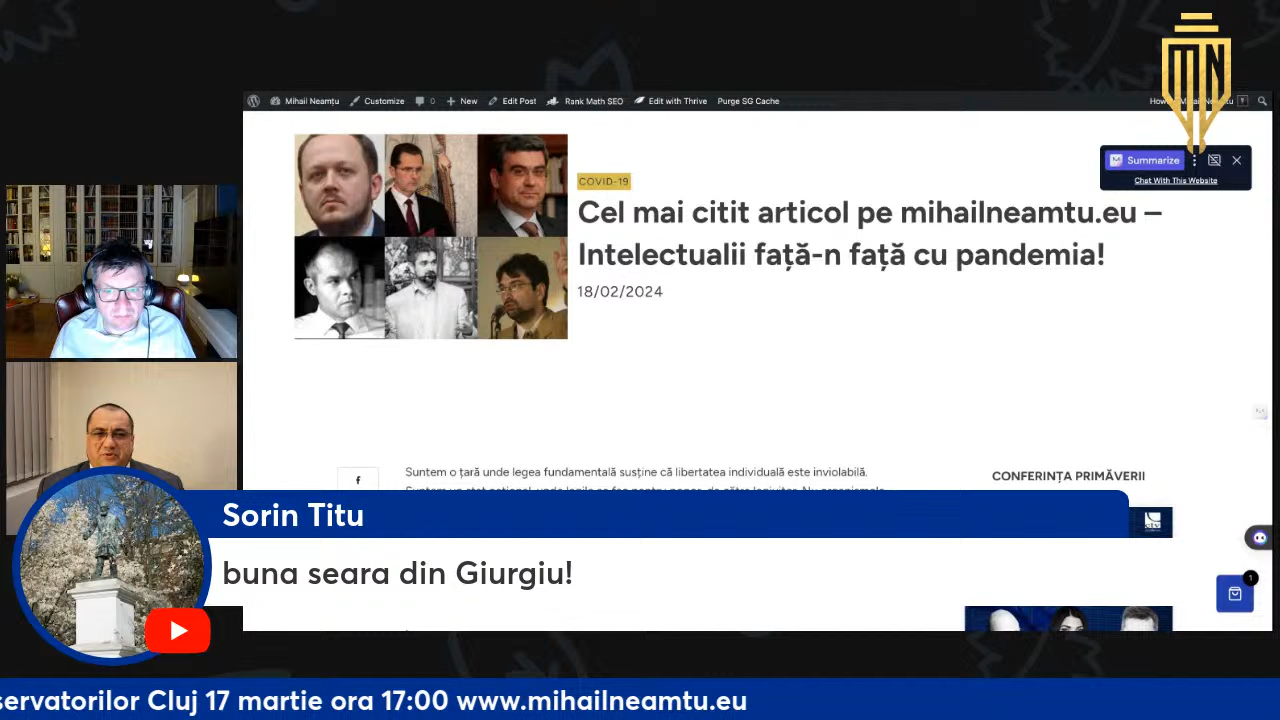 MN
Mihail Neamțu
Customize
0
New
Edit Post
Rank Math SEO
Edit with Thrive
Purge SG Cache
Summarize
Chat With This Website
COVID-19
Cel mai citit articol pe mihailneamtu.eu –
Intelectualii față-n față cu pandemia!
18/02/2024
f
Suntem o țară unde legea fundamentală susține că libertatea individuală este inviolabilă.
CONFERINȚA PRIMĂVERII
1
Sorin Titu
buna seara din Giurgiu!
servatorilor Cluj 17 martie ora 17:00 www.mihailneamtu.eu